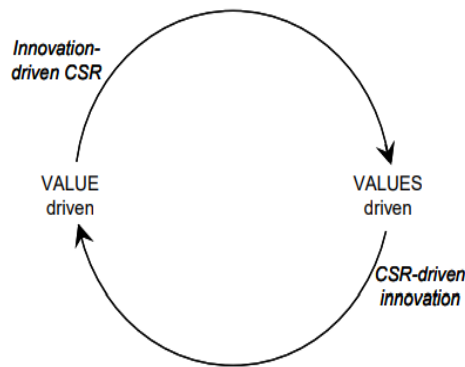 Innovation-
driven CSR
VALUE
driven
VALUES
driven
CSR-driven
innovation